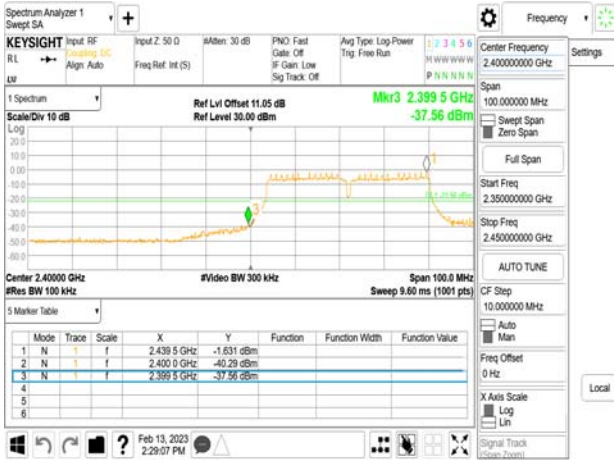 Spectrum Analyzer 1
Swept SA
Frequency
KEYSIGHT Input: RF
RL
Coupling: DC
Align: Auto
Input Z: 50 Ω
Freq Ref: Int (S)
#Atten: 30 dB
PNO: Fast
Gate: Off
IF Gain: Low
Sig Track: Off
Avg Type: Log-Power
Trig: Free Run
1 2 3 4 5 6
M W W W W W
P N N N N N
Center Frequency
2.400000000 GHz
Settings
Span
100.000000 MHz
Swept Span
Zero Span
Full Span
Start Freq
2.350000000 GHz
Stop Freq
2.450000000 GHz
AUTO TUNE
CF Step
10.000000 MHz
Auto
Man
Freq Offset
0 Hz
X Axis Scale
Log
Lin
Signal Track
(Span Zoom)
Local
1 Spectrum
Scale/Div 10 dB
Ref Lvl Offset 11.05 dB
Ref Level 30.00 dBm
Mkr3 2.399 5 GHz
-37.56 dBm
Log
20.0
10.0
0.00
-10.0
-20.0
-30.0
-40.0
-50.0
-60.0
1
3
Center 2.40000 GHz
#Res BW 100 kHz
#Video BW 300 kHz
Span 100.0 MHz
Sweep 9.60 ms (1001 pts)
5 Marker Table
Mode Trace Scale X Y Function Function Width Function Value
1 N 1 f 2.439 5 GHz -1.631 dBm
2 N 1 f 2.400 0 GHz -40.29 dBm
3 N 1 f 2.399 5 GHz -37.56 dBm
4
5
6
Feb 13, 2023
2:29:07 PM